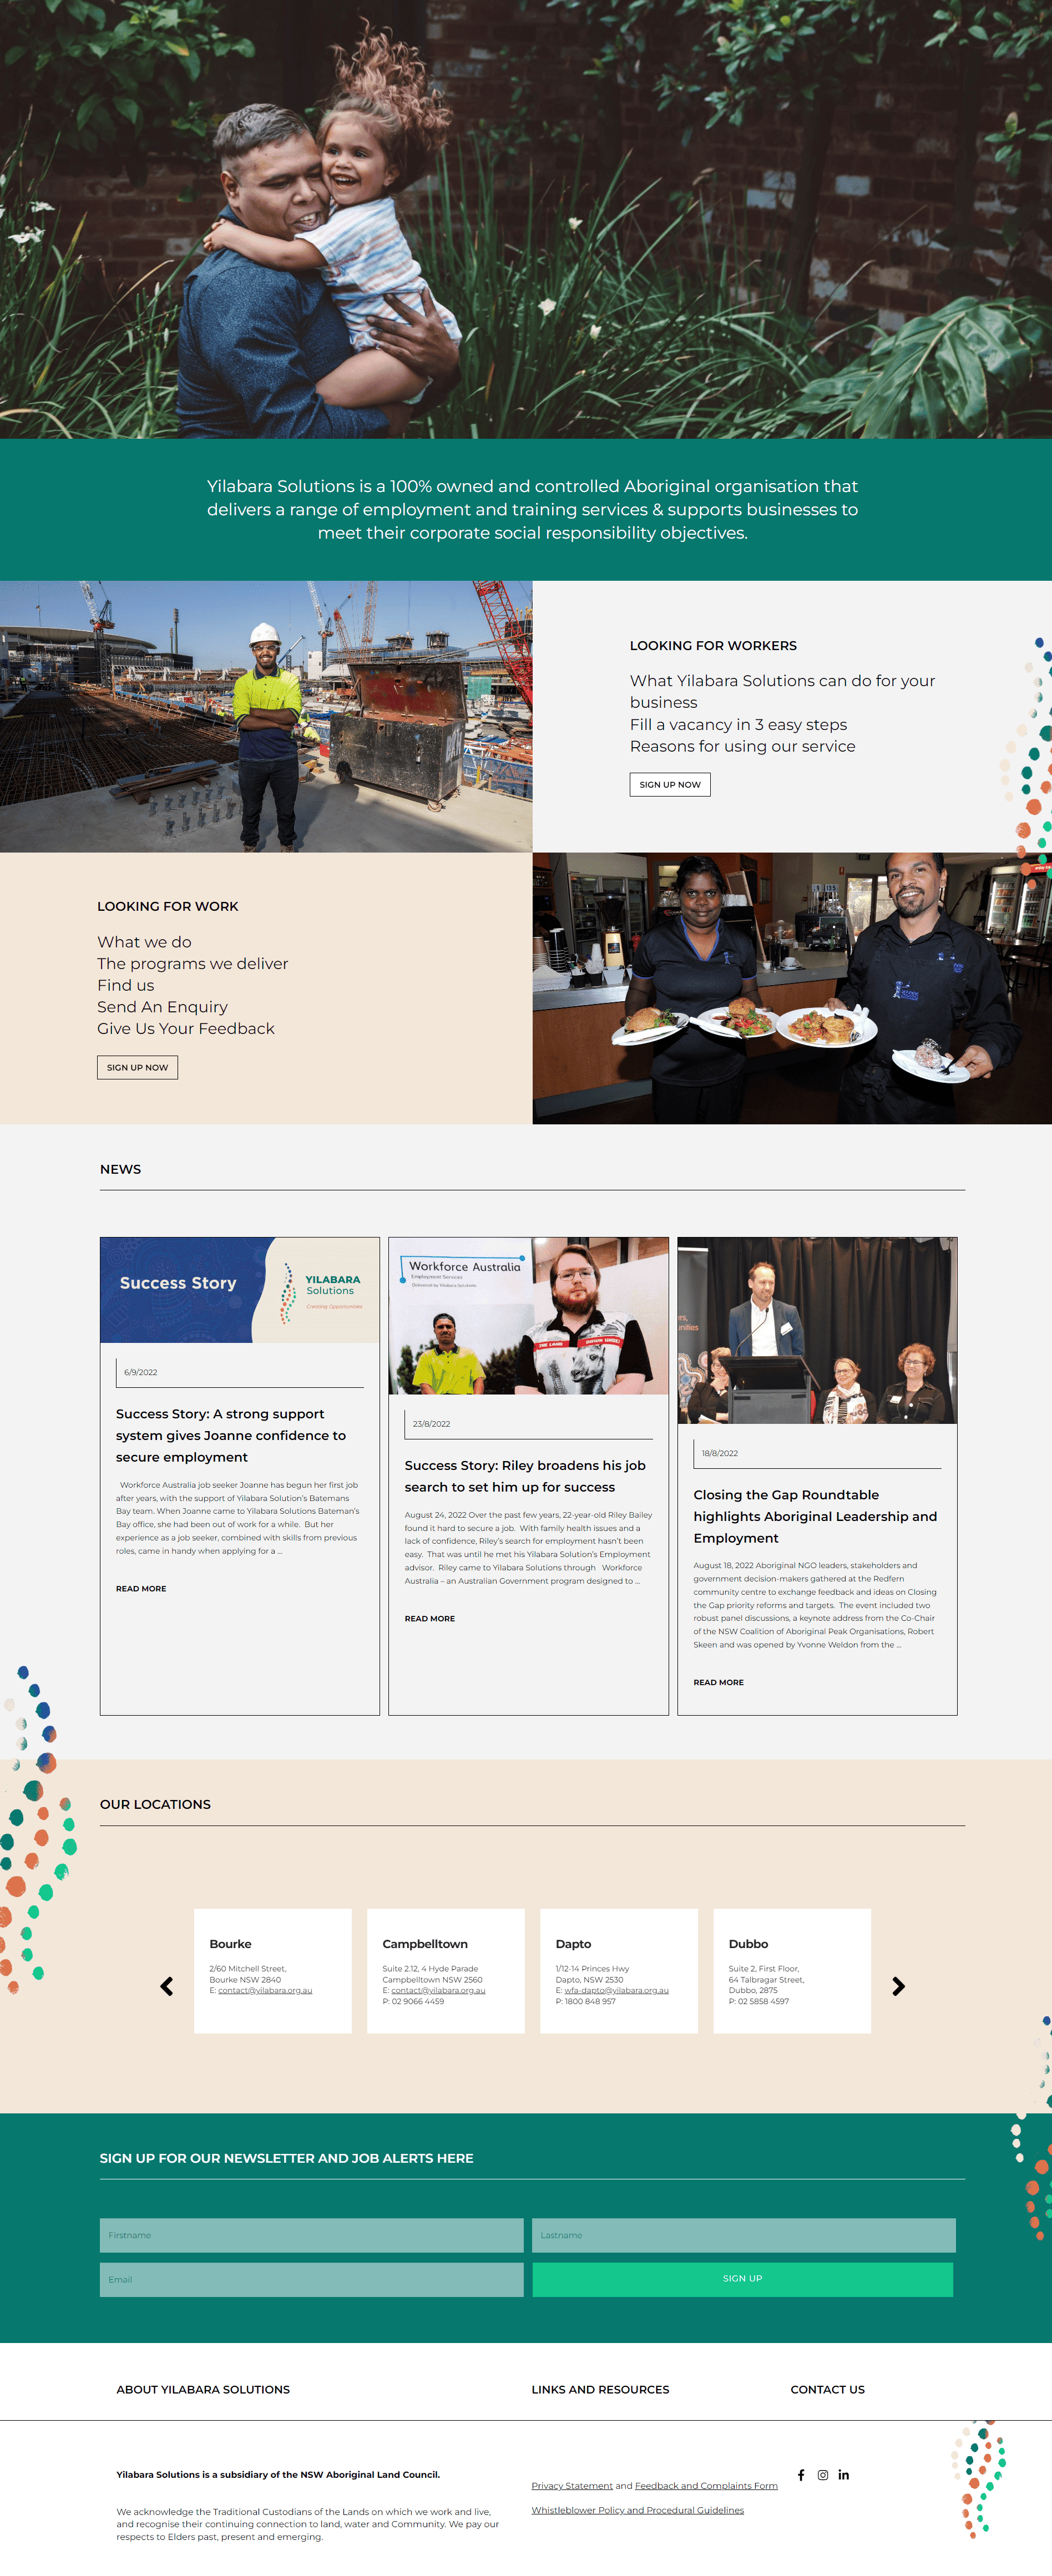 Yilabara Solutions is a 100% owned and controlled Aboriginal organisation that
delivers a range of employment and training services & supports businesses to
meet their corporate social responsibility objectives.
LOOKING FOR WORKERS
What Yilabara Solutions can do for your
business
Fill a vacancy in 3 easy steps
Reasons for using our service
SIGN UP NOW
LOOKING FOR WORK
What we do
The programs we deliver
Find us
Send An Enquiry
Give Us Your Feedback
SIGN UP NOW
NEWS
Success Story
YILABARA
Solutions
Creating Opportunities
6/9/2022
Success Story: A strong support
system gives Joanne confidence to
secure employment
Workforce Australia job seeker Joanne has begun her first job
after years, with the support of Yilabara Solution's Batemans
Bay team. When Joanne came to Yilabara Solutions Bateman's
Bay office, she had been out of work for a while.  But her
experience as a job seeker, combined with skills from previous
roles, came in handy when applying for a ...
READ MORE
Workforce Australia
Employment Services
Delivered by Yilabara Solutions
23/8/2022
Success Story: Riley broadens his job
search to set him up for success
August 24, 2022 Over the past few years, 22-year-old Riley Bailey
found it hard to secure a job.  With family health issues and a
lack of confidence, Riley's search for employment hasn't been
easy.  That was until he met his Yilabara Solution's Employment
advisor.  Riley came to Yilabara Solutions through   Workforce
Australia – an Australian Government program designed to ...
READ MORE
18/8/2022
Closing the Gap Roundtable
highlights Aboriginal Leadership and
Employment
August 18, 2022 Aboriginal NGO leaders, stakeholders and
government decision-makers gathered at the Redfern
community centre to exchange feedback and ideas on Closing
the Gap priority reforms and targets.  The event included two
robust panel discussions, a keynote address from the Co-Chair
of the NSW Coalition of Aboriginal Peak Organisations, Robert
Skeen and was opened by Yvonne Weldon from the ...
READ MORE
OUR LOCATIONS
Bourke
2/60 Mitchell Street,
Bourke NSW 2840
E: contact@yilabara.org.au
Campbelltown
Suite 2.12, 4 Hyde Parade
Campbelltown NSW 2560
E: contact@yilabara.org.au
P: 02 9066 4459
Dapto
1/12-14 Princes Hwy
Dapto, NSW 2530
E: wfa-dapto@yilabara.org.au
P: 1800 848 957
Dubbo
Suite 2, First Floor,
64 Talbragar Street,
Dubbo, 2875
P: 02 5858 4597
SIGN UP FOR OUR NEWSLETTER AND JOB ALERTS HERE
Firstname
Lastname
Email
SIGN UP
ABOUT YILABARA SOLUTIONS
LINKS AND RESOURCES
CONTACT US
Yilabara Solutions is a subsidiary of the NSW Aboriginal Land Council.
We acknowledge the Traditional Custodians of the Lands on which we work and live,
and recognise their continuing connection to land, water and Community. We pay our
respects to Elders past, present and emerging.
Privacy Statement and Feedback and Complaints Form
Whistleblower Policy and Procedural Guidelines